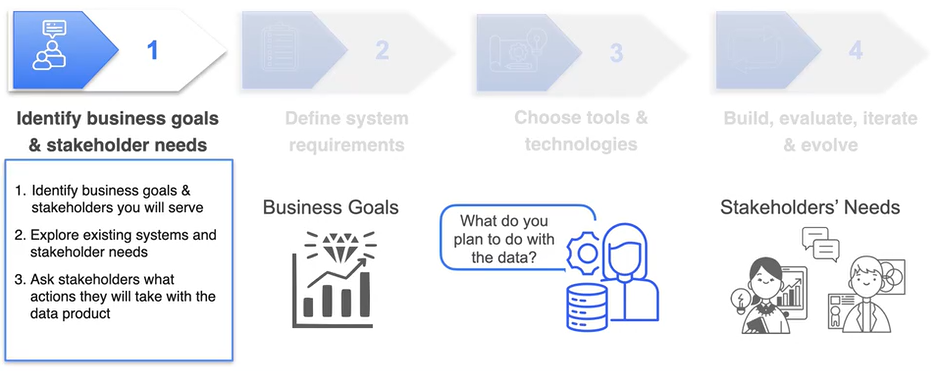 1
2
3
4
Identify business goals
& stakeholder needs
Define system
requirements
Choose tools &
technologies
Build, evaluate, iterate
& evolve
1. Identify business goals &
stakeholders you will serve
2. Explore existing systems and
stakeholder needs
3. Ask stakeholders what
actions they will take with the
data product
Business Goals
What do you
plan to do with
the data?
Stakeholders' Needs